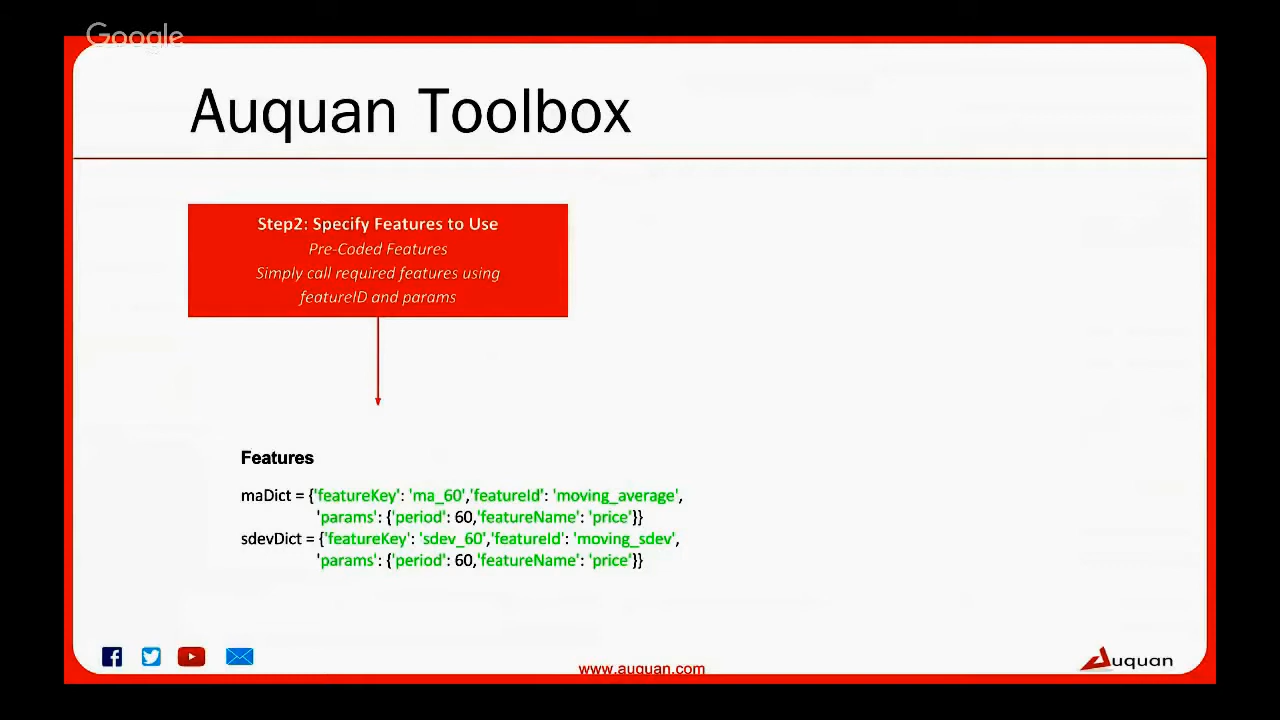 Google
Auquan Toolbox
Step2: Specify Features to Use
Pre-Coded Features
Simply call required features using
featureID and params
Features
maDict = {'featureKey': 'ma_60','featureId': 'moving_average',
'params': {'period': 60,'featureName': 'price'}}
sdevDict = {'featureKey': 'sdev_60','featureId': 'moving_sdev',
'params': {'period': 60,'featureName': 'price'}}
www.auquan.com
Auquan